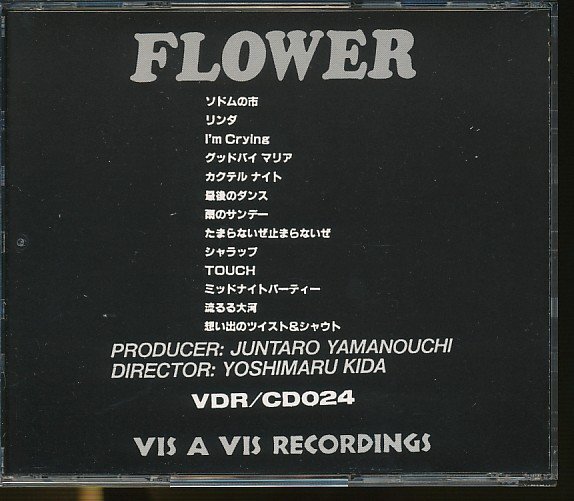 FLOWER
ソドムの市
リンダ
I'm Crying
グッドバイ マリア
カクテル ナイト
最後のダンス
雨のサンデー
たまらないぜ止まらないぜ
シャラップ
TOUCH
ミッドナイトパーティー
流るる大河
想い出のツイスト&シャウト
PRODUCER: JUNTARO YAMANOUCHI
DIRECTOR: YOSHIMARU KIDA
VDR/CD024
VIS A VIS RECORDINGS